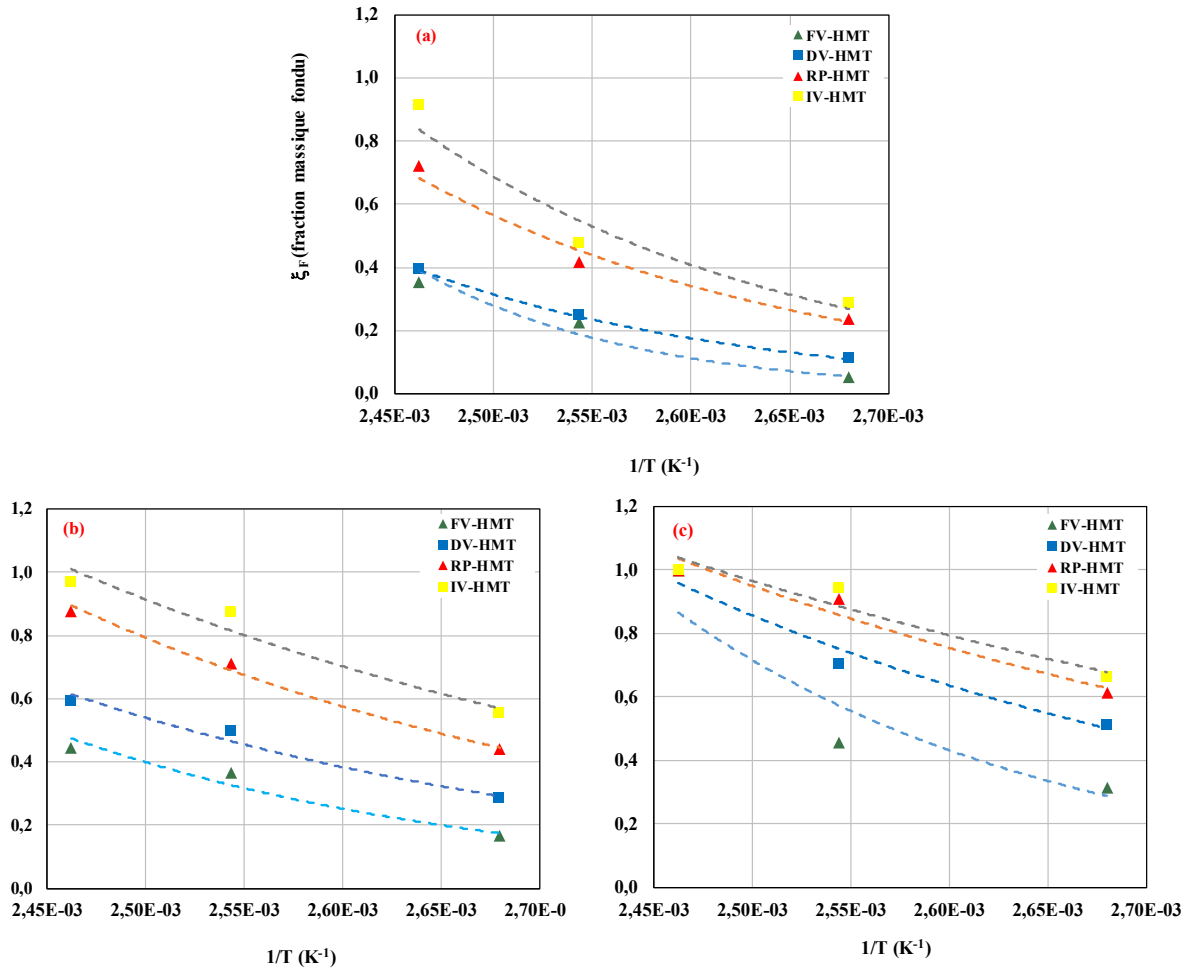 1,2
1,0
0,8
0,6
0,4
0,2
0,0
ξF (fraction massique fondu)
(a)
FV-HMT
DV-HMT
RP-HMT
IV-HMT
2,45E-03 2,50E-03 2,55E-03 2,60E-03 2,65E-03 2,70E-03
1/T (K-1)
1,2
1,0
0,8
0,6
0,4
0,2
0,0
(b)
FV-HMT
DV-HMT
RP-HMT
IV-HMT
2,45E-03 2,50E-03 2,55E-03 2,60E-03 2,65E-03 2,70E-0
1/T (K-1)
1,2
1,0
0,8
0,6
0,4
0,2
0,0
(c)
FV-HMT
DV-HMT
RP-HMT
IV-HMT
2,45E-03 2,50E-03 2,55E-03 2,60E-03 2,65E-03 2,70E-03
1/T (K-1)